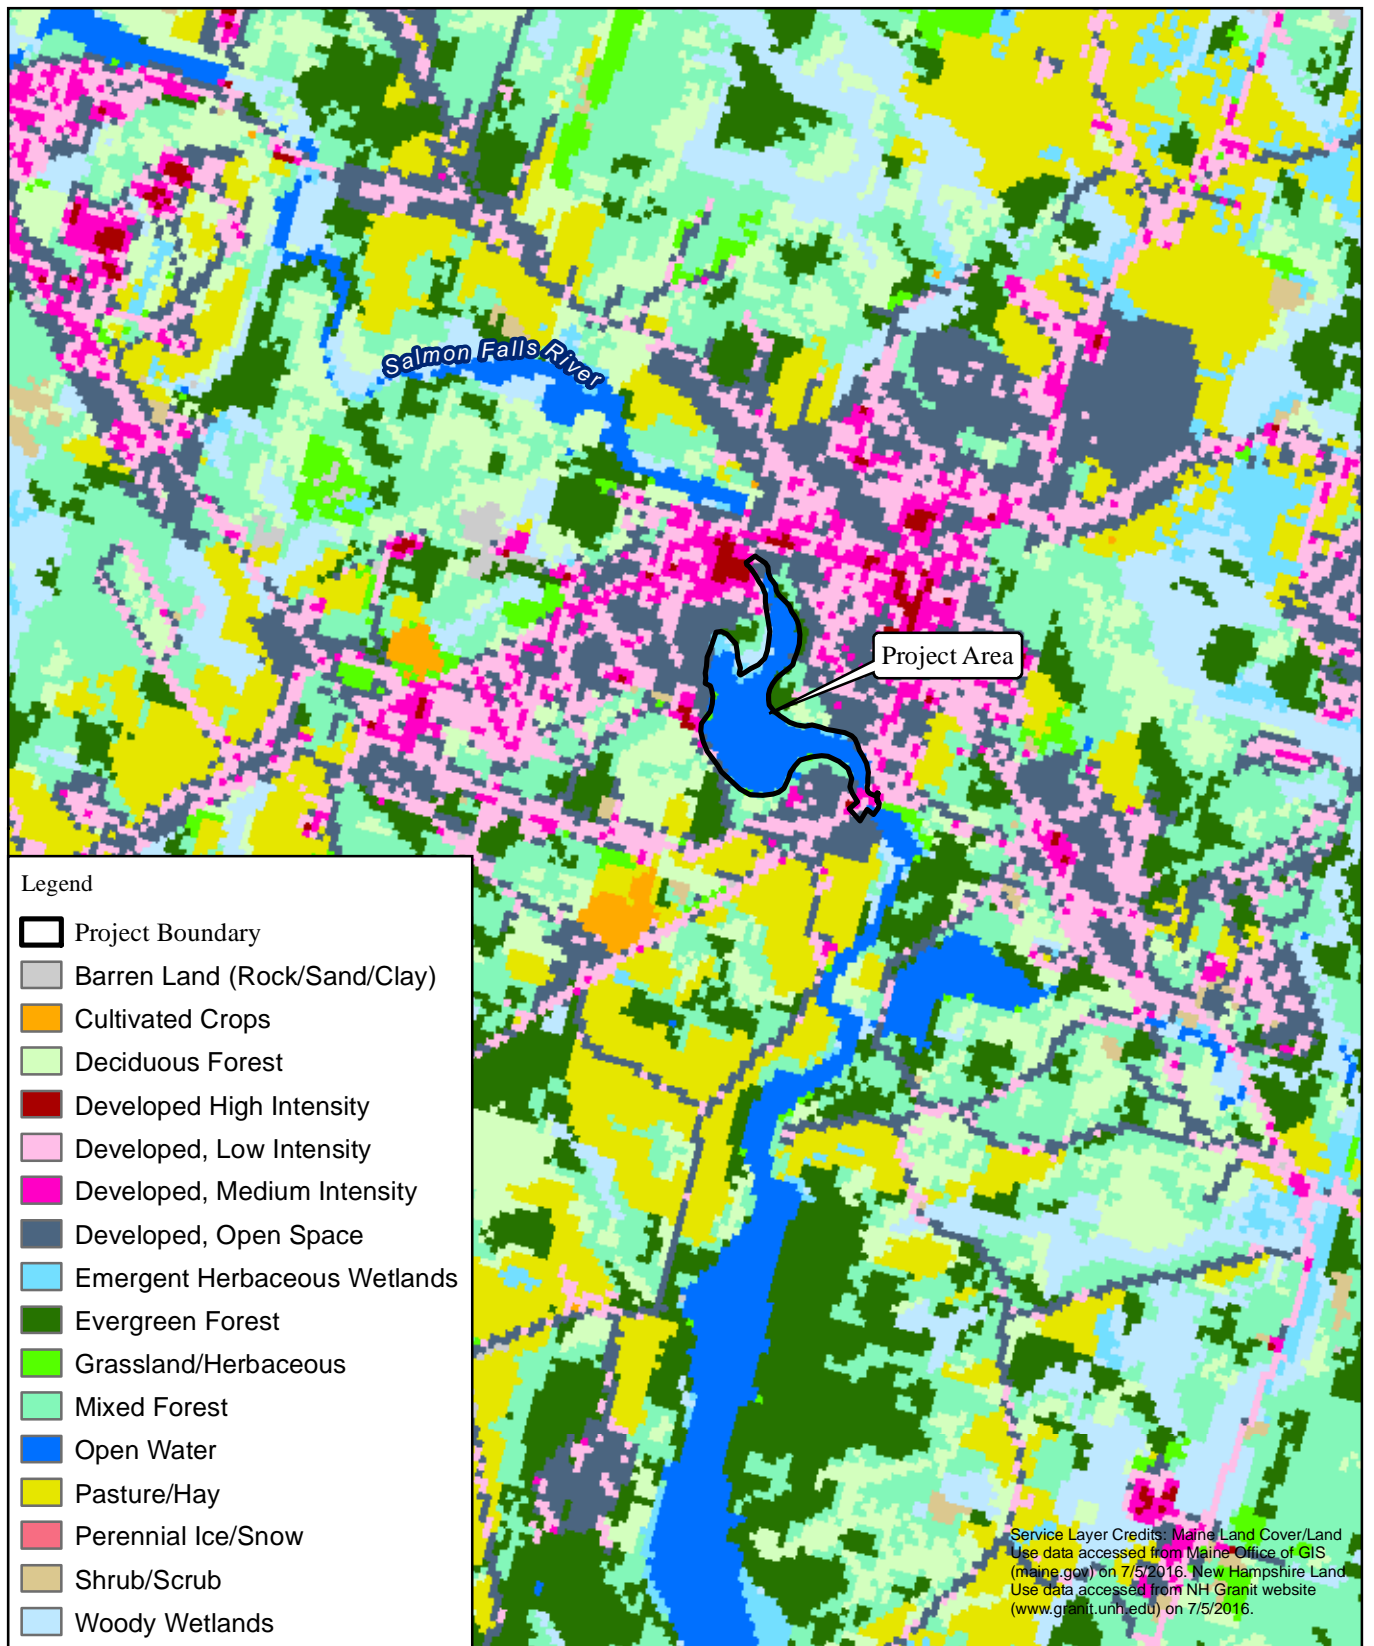 Salmon Falls River
Project Area
Legend
Project Boundary
Barren Land (Rock/Sand/Clay)
Cultivated Crops
Deciduous Forest
Developed High Intensity
Developed, Low Intensity
Developed, Medium Intensity
Developed, Open Space
Emergent Herbaceous Wetlands
Evergreen Forest
Grassland/Herbaceous
Mixed Forest
Open Water
Pasture/Hay
Perennial Ice/Snow
Shrub/Scrub
Woody Wetlands
Service Layer Credits: Maine Land Cover/Land
Use data accessed from Maine Office of GIS
(maine.gov) on 7/5/2016. New Hampshire Land
Use data accessed from NH Granit website
(www.granit.unh.edu) on 7/5/2016.